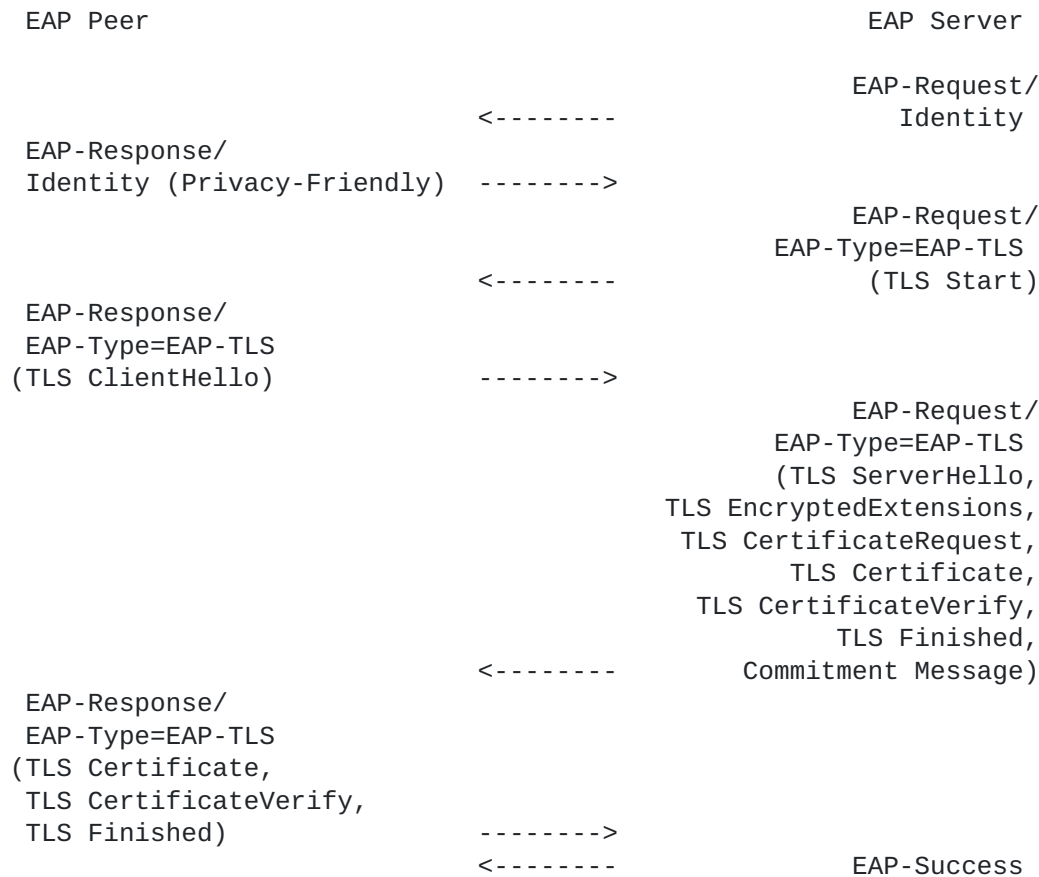 EAP Peer                                              EAP Server

                                                     EAP-Request/
                              <--------                 Identity
 EAP-Response/
 Identity (Privacy-Friendly)  -------->
                                                     EAP-Request/
                                                EAP-Type=EAP-TLS
                              <--------               (TLS Start)
 EAP-Response/
 EAP-Type=EAP-TLS
(TLS ClientHello)             -------->
                                                     EAP-Request/
                                                EAP-Type=EAP-TLS
                                                (TLS ServerHello,
                                         TLS EncryptedExtensions,
                                          TLS CertificateRequest,
                                                 TLS Certificate,
                                           TLS CertificateVerify,
                                                    TLS Finished,
                              <--------       Commitment Message)
 EAP-Response/
 EAP-Type=EAP-TLS
(TLS Certificate,
 TLS CertificateVerify,
 TLS Finished)                -------->
                              <--------              EAP-Success